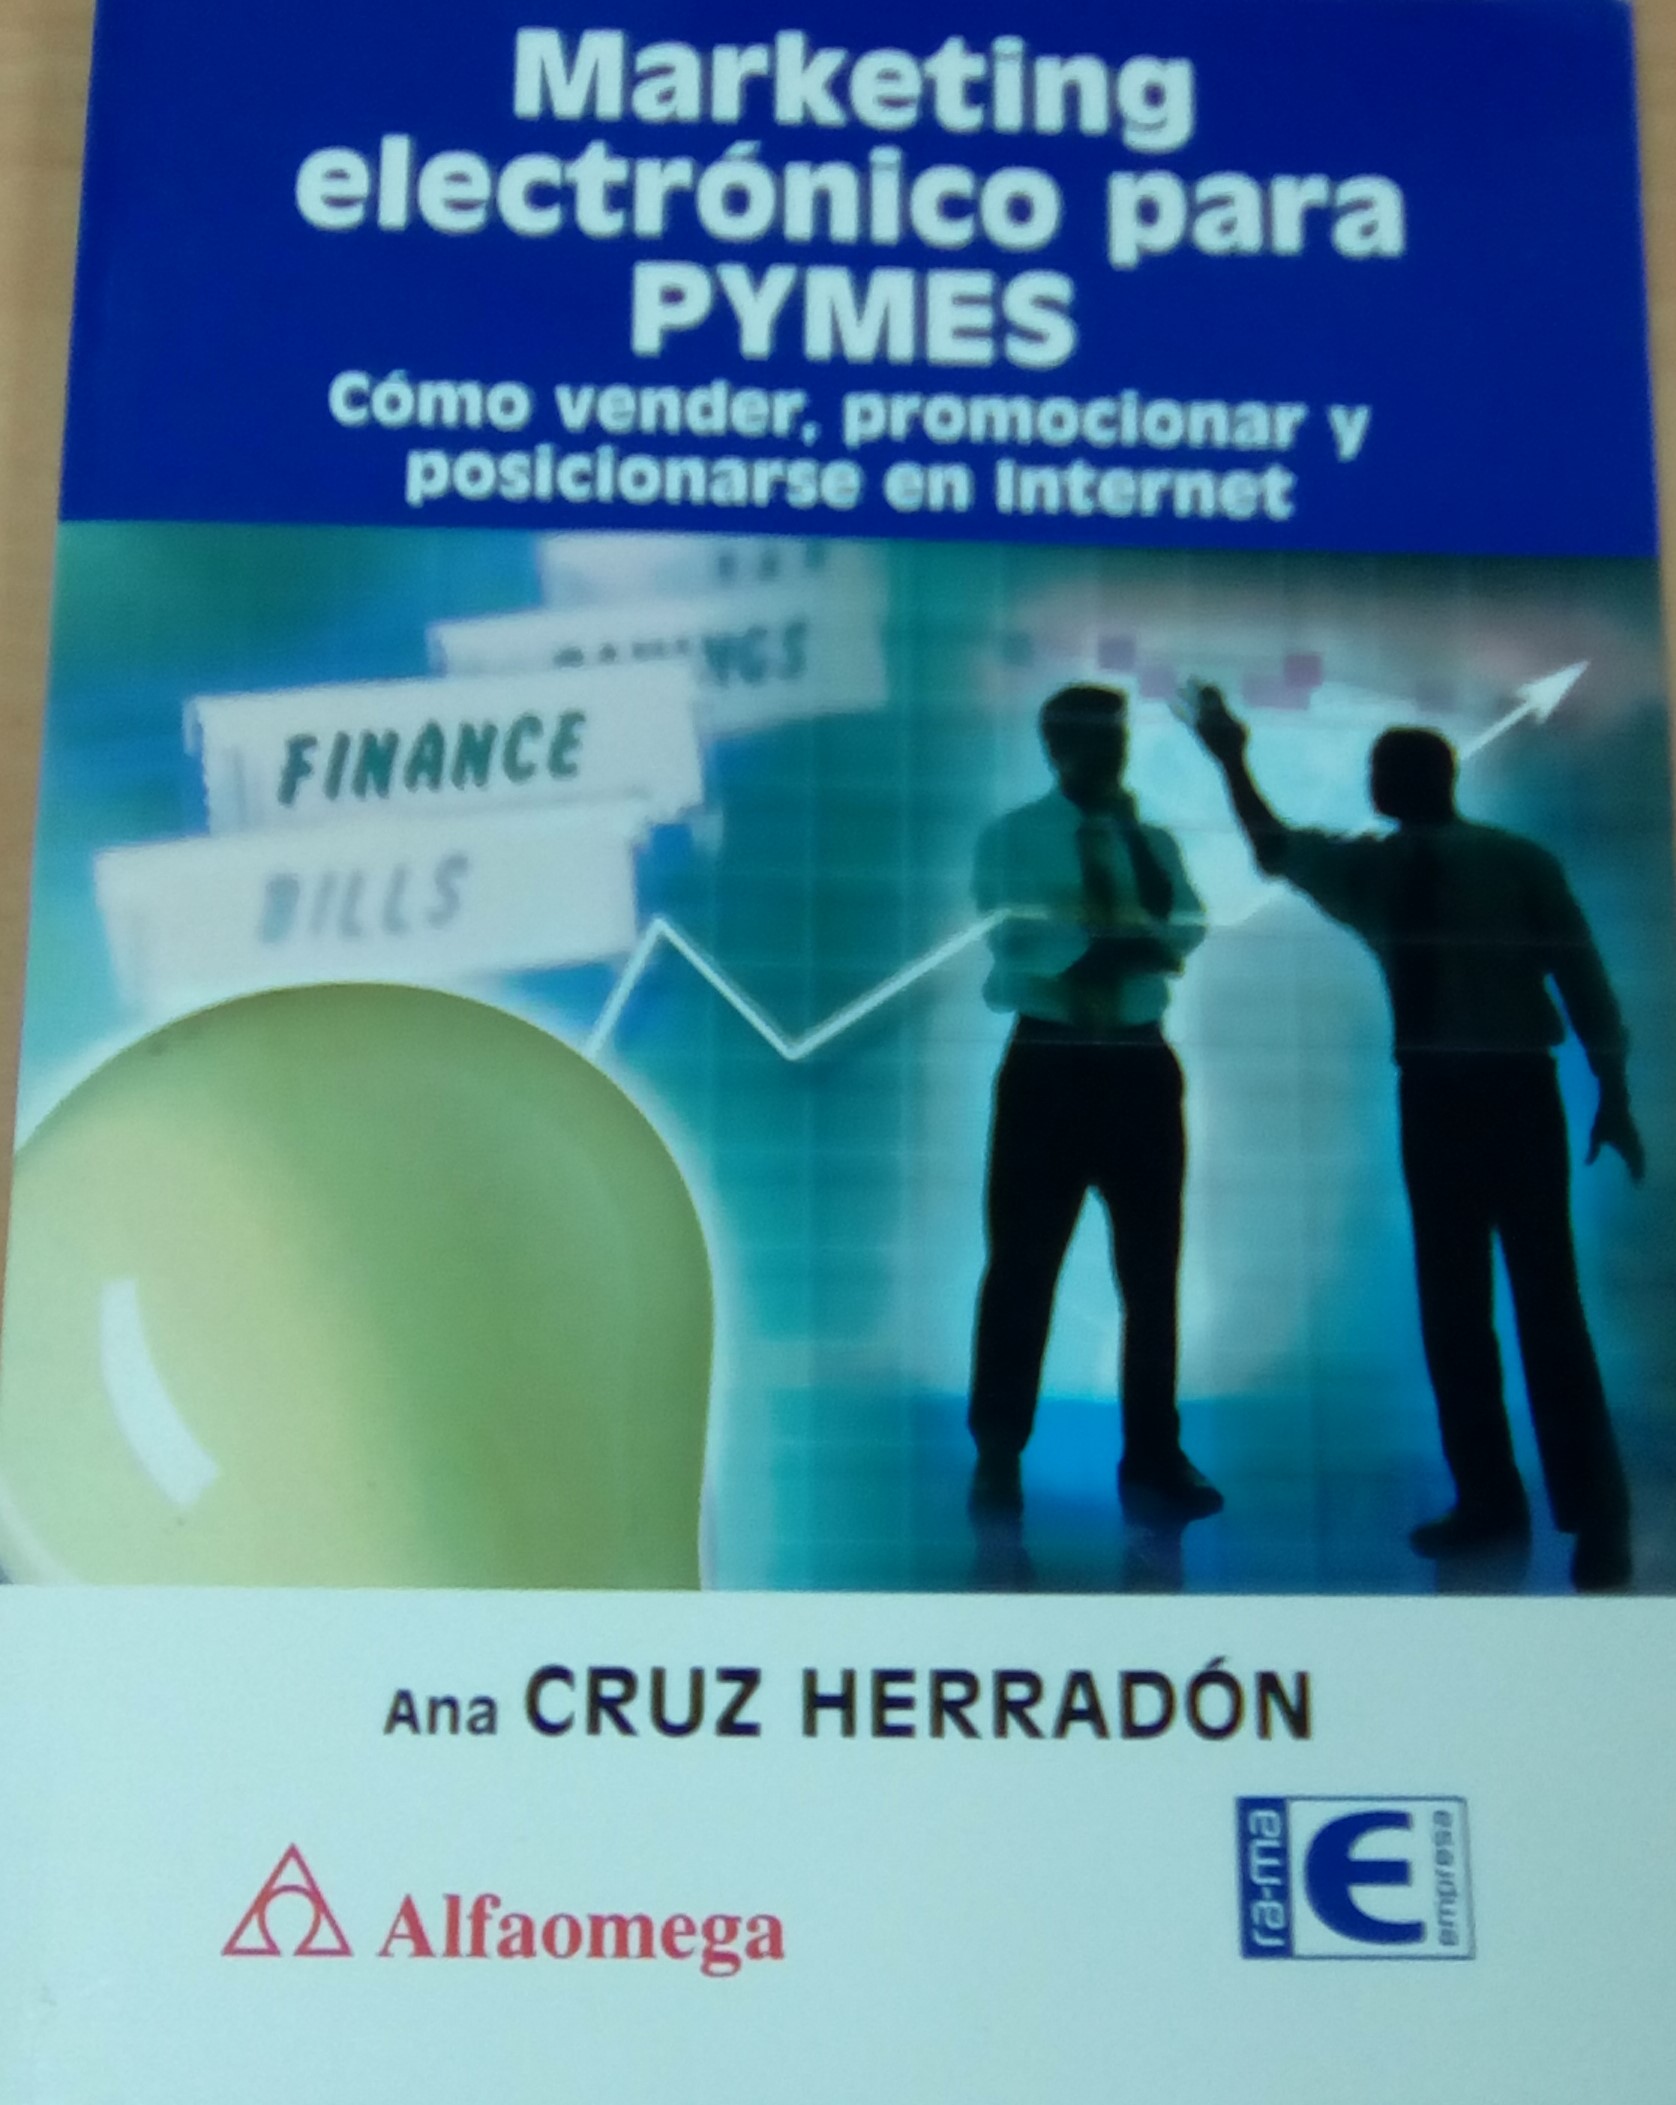 Marketing
electrónico para
PYMES
Cómo vender, promocionar y
posicionarse en Internet
FINANCE
BILLS
Ana CRUZ HERRADÓN
Alfaomega
ra-ma
E
empresa